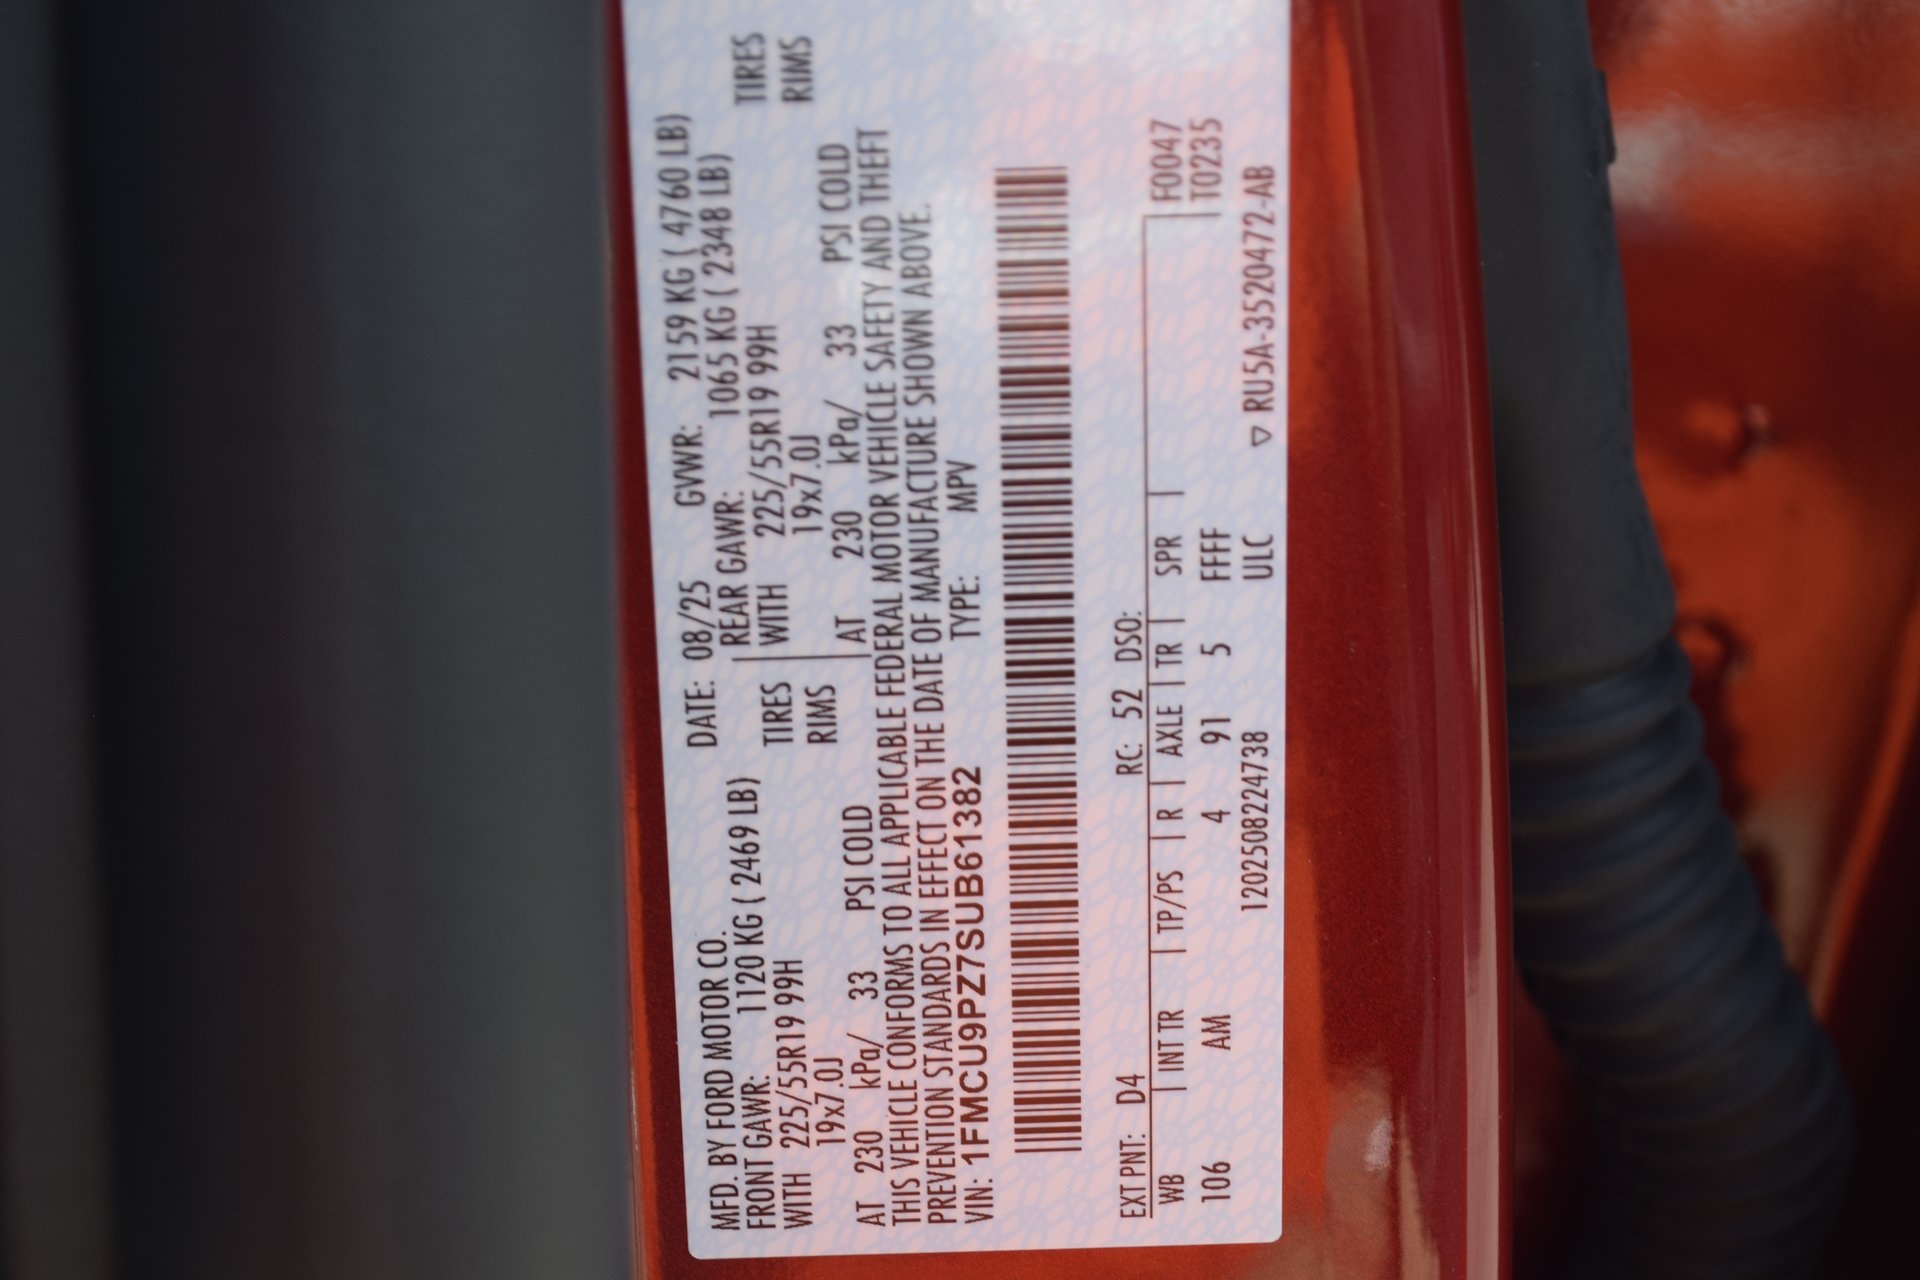 MFD. BY FORD MOTOR CO. DATE: 08/25 GVWR: 2159 KG ( 4760 LB)
FRONT GAWR: 1120 KG ( 2469 LB) REAR GAWR: 1065 KG ( 2348 LB)
WITH 225/55R19 99H TIRES WITH 225/55R19 99H TIRES
19x7.0J RIMS 19x7.0J RIMS
AT 230 kPa/ 33 PSI COLD AT 230 kPa/ 33 PSI COLD
THIS VEHICLE CONFORMS TO ALL APPLICABLE FEDERAL MOTOR VEHICLE SAFETY AND THEFT
PREVENTION STANDARDS IN EFFECT ON THE DATE OF MANUFACTURE SHOWN ABOVE.
VIN: 1FMCU9PZ7SUB61382 TYPE: MPV
EXT PNT: D4 RC: 52 DSO: F0047
WB | INT TR | TP/PS | R | AXLE | TR | SPR | T0235
106 AM 4 91 5 FFFF
1202508224738 ULC ▽ RU5A-3520472-AB